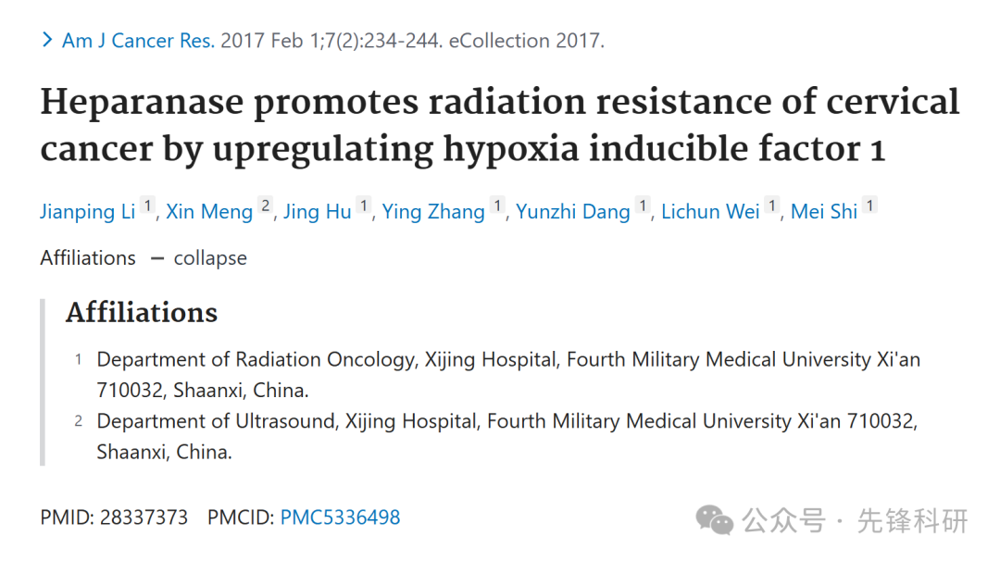 Am J Cancer Res. 2017 Feb 1;7(2):234-244. eCollection 2017.
Heparanase promotes radiation resistance of cervical
cancer by upregulating hypoxia inducible factor 1
Jianping Li 1, Xin Meng 2, Jing Hu 1, Ying Zhang 1, Yunzhi Dang 1, Lichun Wei 1, Mei Shi 1
Affiliations — collapse
Affiliations
1 Department of Radiation Oncology, Xijing Hospital, Fourth Military Medical University Xi'an
710032, Shaanxi, China.
2 Department of Ultrasound, Xijing Hospital, Fourth Military Medical University Xi'an 710032,
Shaanxi, China.
PMID: 28337373 PMCID: PMC5336498
公众号 · 先锋科研